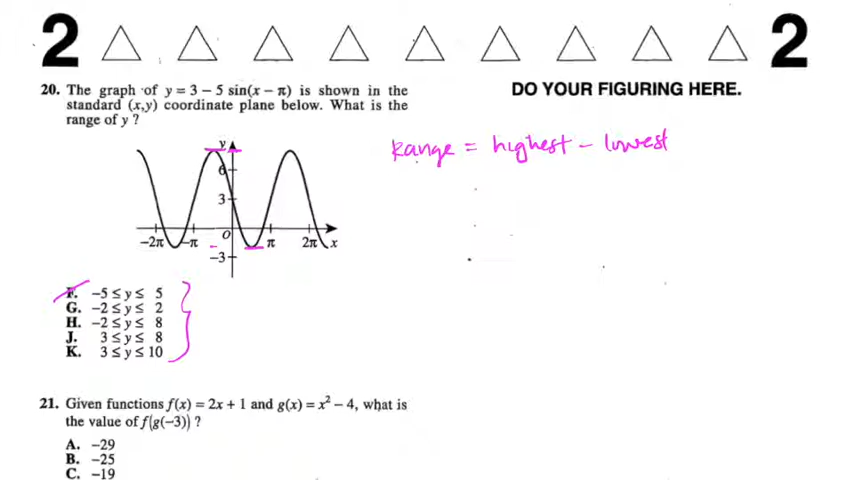 2 2
20. The graph of y = 3 – 5 sin(x – π) is shown in the
standard (x,y) coordinate plane below. What is the
range of y ?
DO YOUR FIGURING HERE.
Range = highest – lowest
y
6
3
O
–3
–2π –π π 2π x
F. –5 ≤ y ≤ 5
G. –2 ≤ y ≤ 2
H. –2 ≤ y ≤ 8
J. 3 ≤ y ≤ 8
K. 3 ≤ y ≤ 10
21. Given functions f(x) = 2x + 1 and g(x) = x² – 4, what is
the value of f(g(–3)) ?
A. –29
B. –25
C. –19